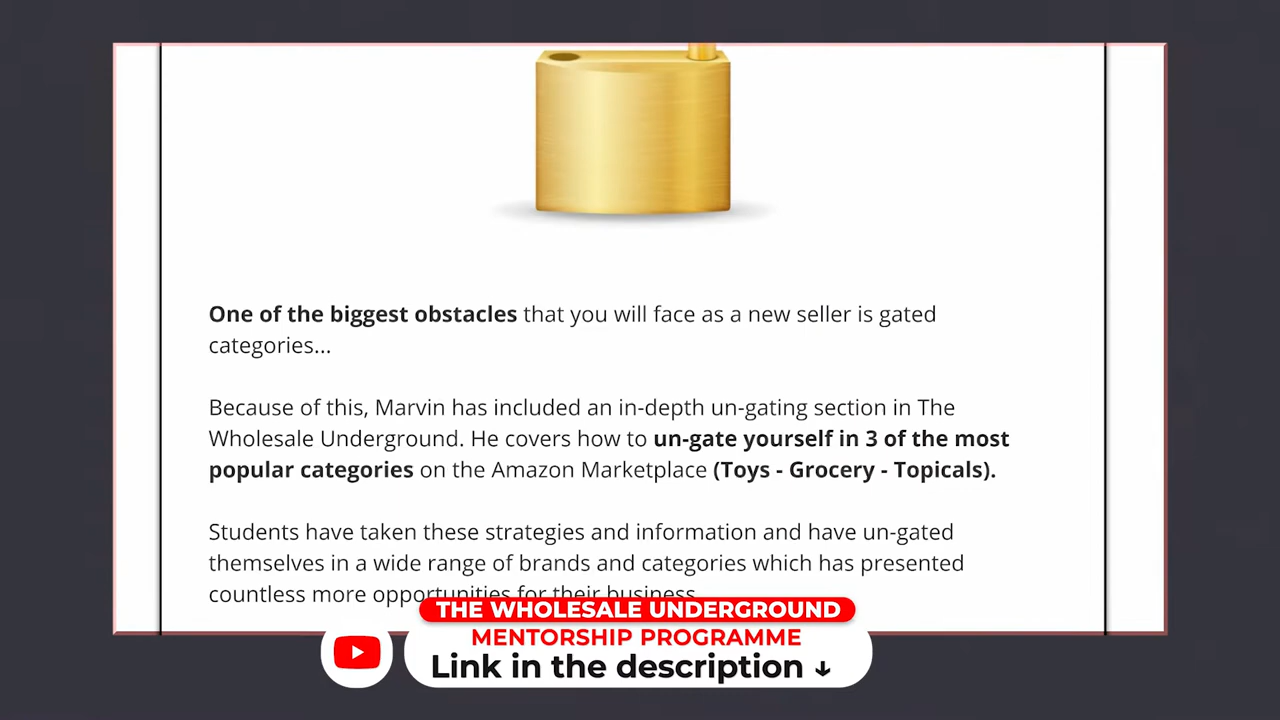 One of the biggest obstacles that you will face as a new seller is gated
categories...
Because of this, Marvin has included an in-depth un-gating section in The
Wholesale Underground. He covers how to un-gate yourself in 3 of the most
popular categories on the Amazon Marketplace (Toys - Grocery - Topicals).
Students have taken these strategies and information and have un-gated
themselves in a wide range of brands and categories which has presented
countless more opportunities for their business.
THE WHOLESALE UNDERGROUND
MENTORSHIP PROGRAMME
Link in the description ↓